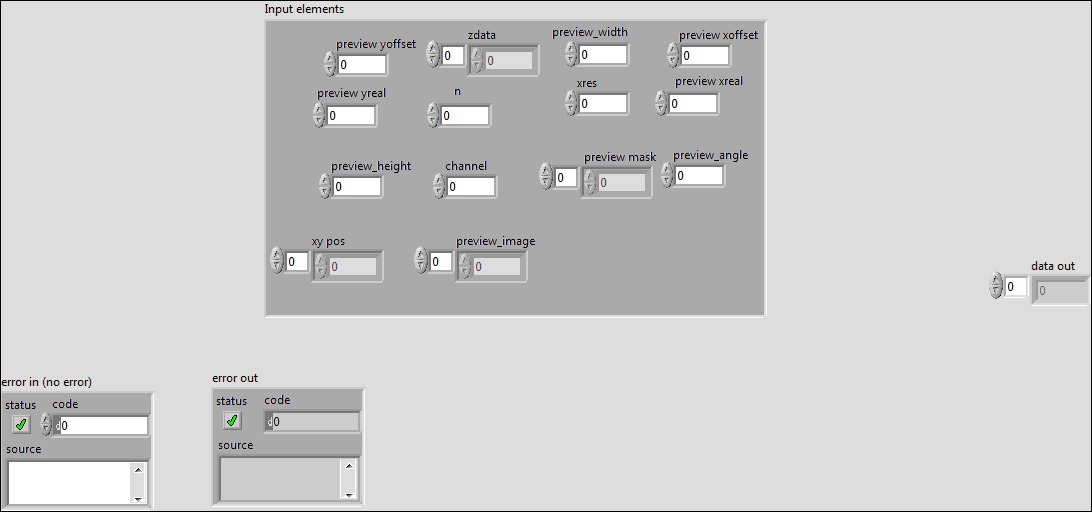 Input elements
preview yoffset
0
zdata
0 0
preview_width
0
preview xoffset
0
preview yreal
0
n
0
xres
0
preview xreal
0
preview_height
0
channel
0
preview mask
0 0
preview_angle
0
xy pos
0 0
preview_image
0 0
data out
0 0
error in (no error)
status code
d0
source
error out
status code
d0
source